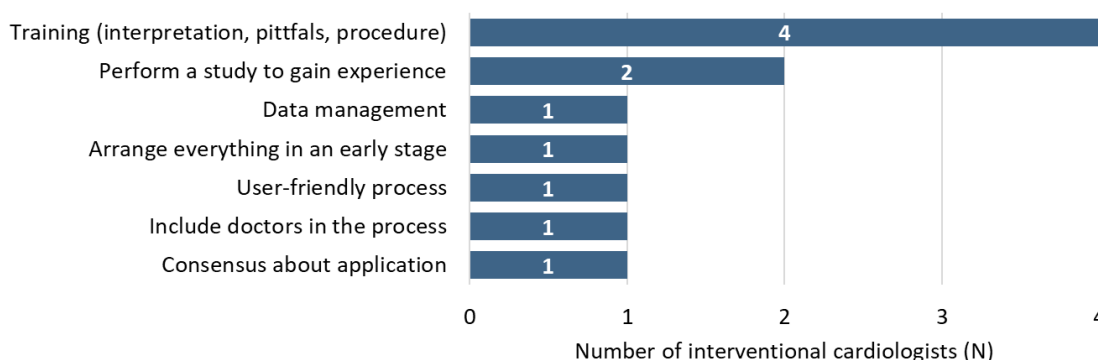 Training (interpretation, pittfals, procedure) 4
Perform a study to gain experience 2
Data management 1
Arrange everything in an early stage 1
User-friendly process 1
Include doctors in the process 1
Consensus about application 1
0 1 2 3 4
Number of interventional cardiologists (N)